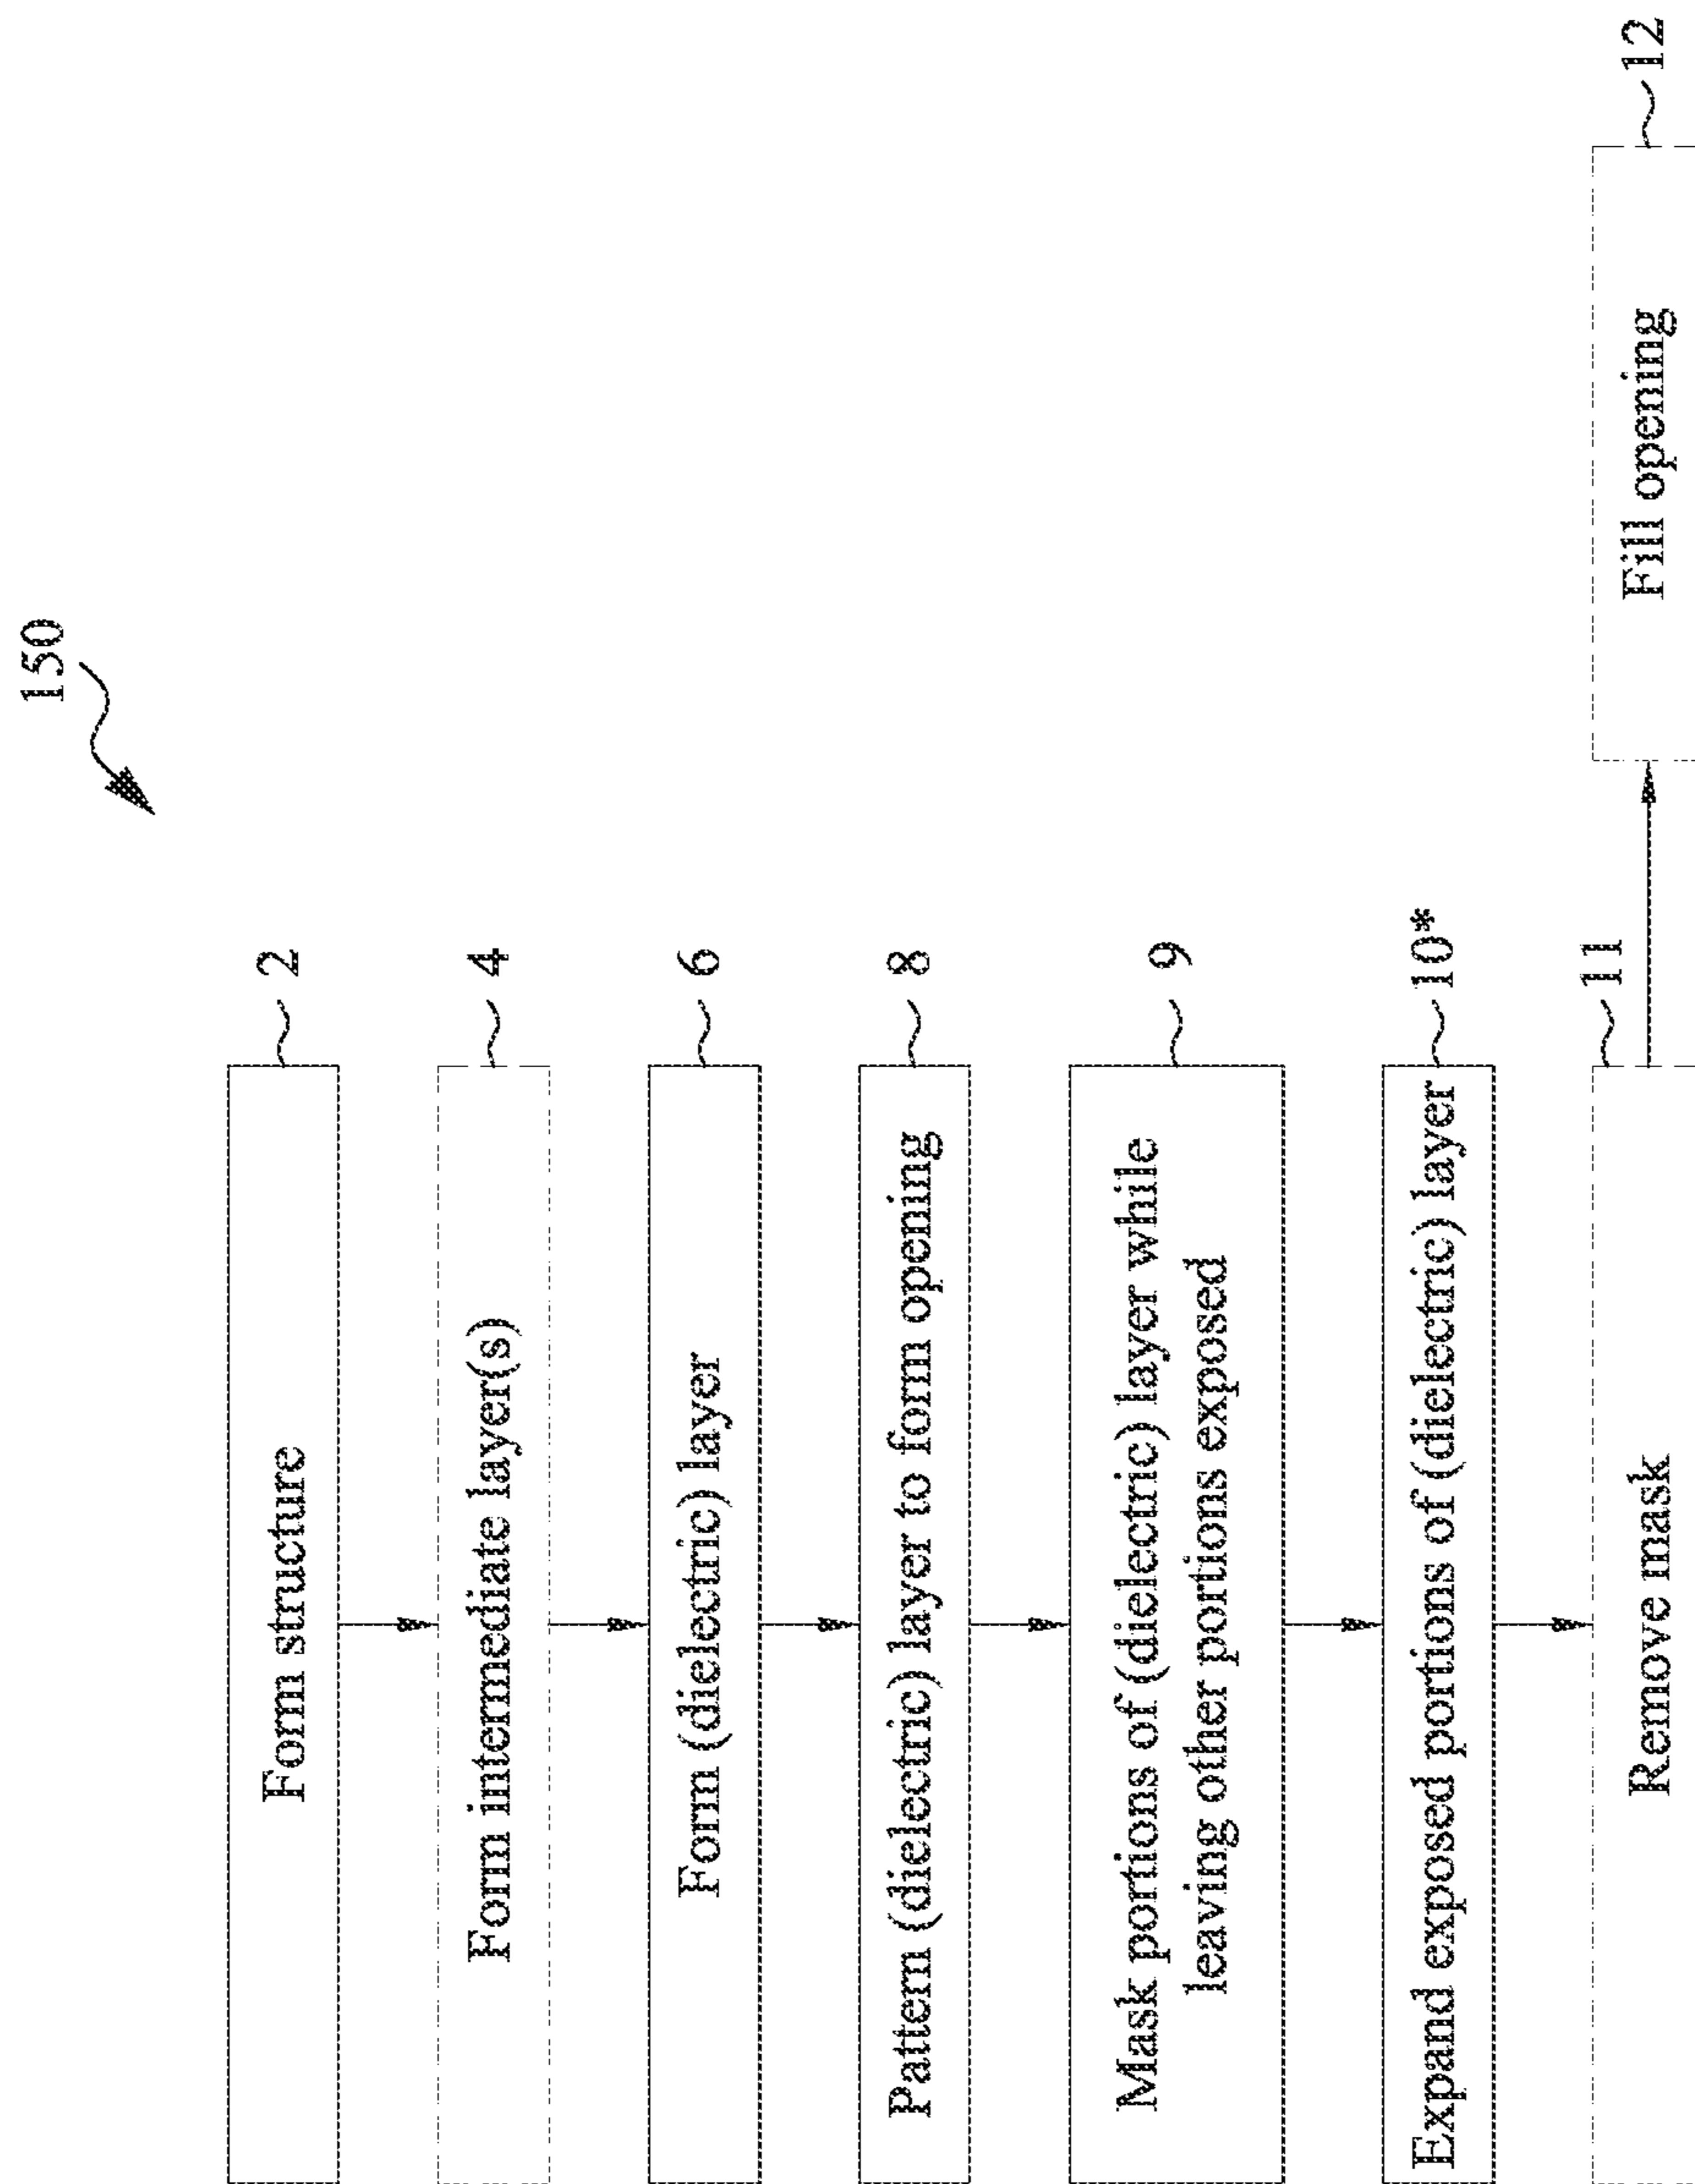 150
Form structure
2
Form intermediate layer(s)
4
Form (dielectric) layer
6
Pattern (dielectric) layer to form opening
8
Mask portions of (dielectric) layer while
leaving other portions exposed
9
Expand exposed portions of (dielectric) layer
10*
Remove mask
11
Fill opening
12